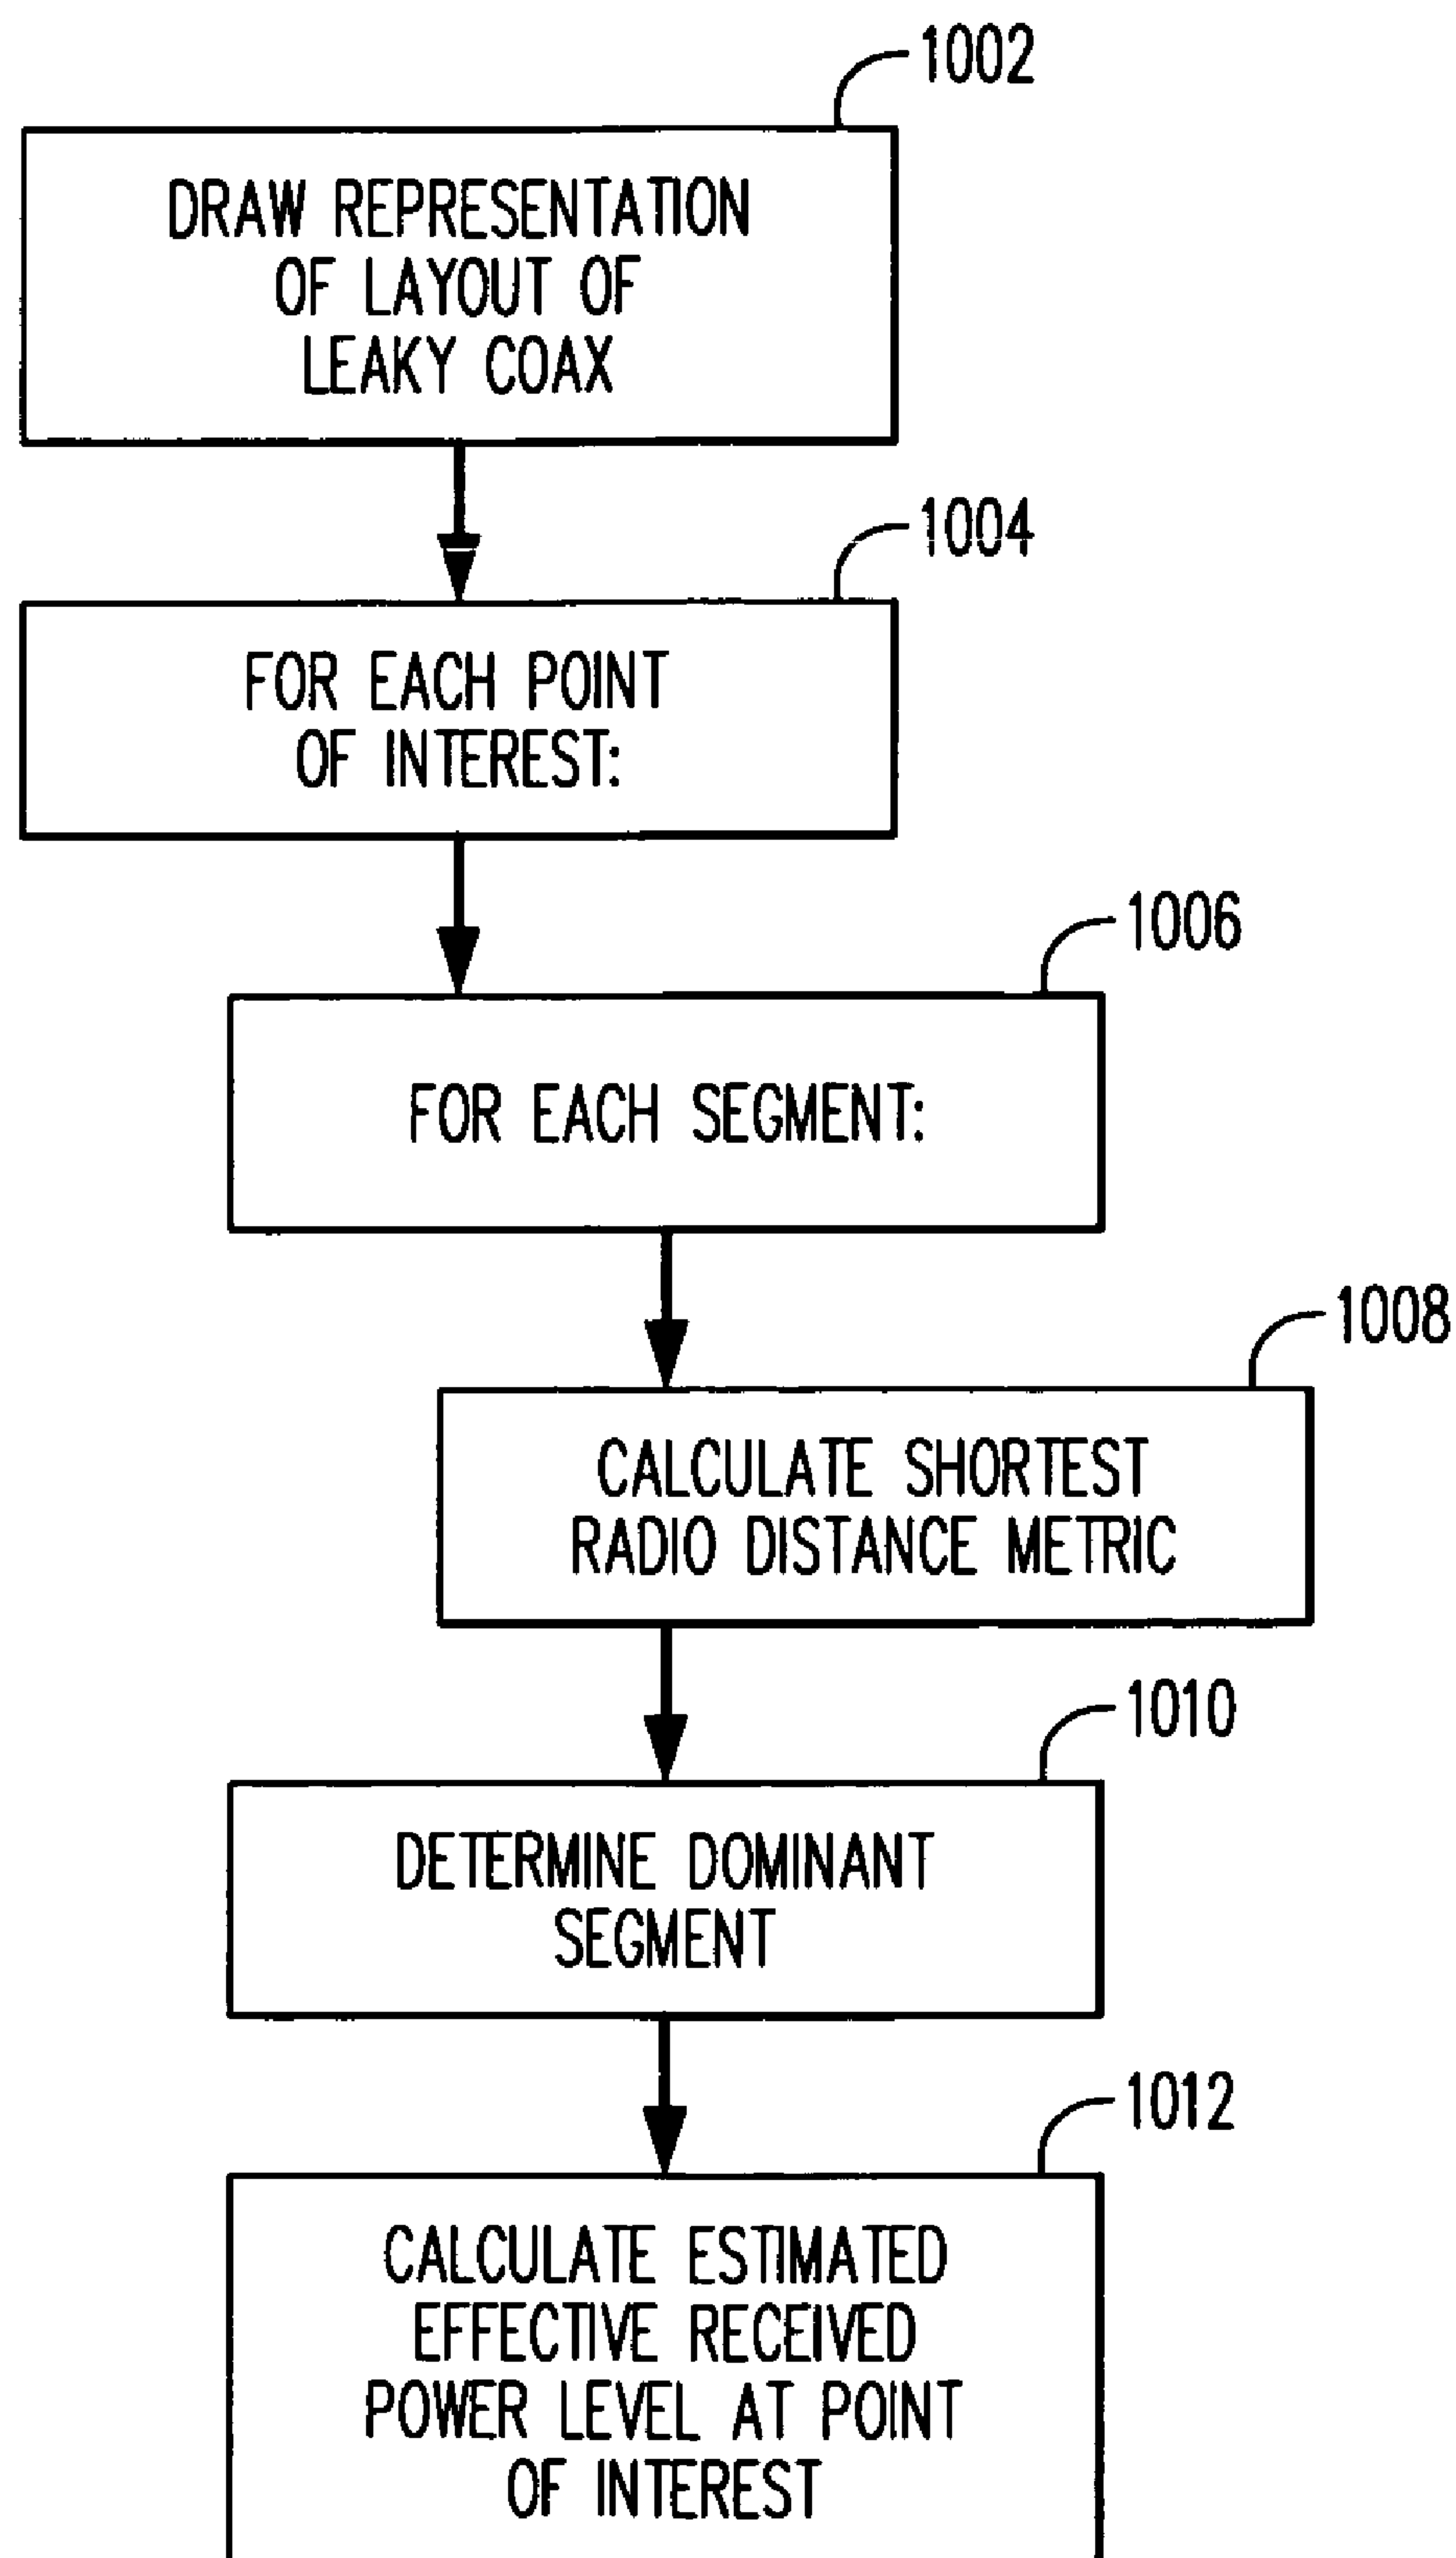 1002
DRAW REPRESENTATION
OF LAYOUT OF
LEAKY COAX
1004
FOR EACH POINT
OF INTEREST:
1006
FOR EACH SEGMENT:
1008
CALCULATE SHORTEST
RADIO DISTANCE METRIC
1010
DETERMINE DOMINANT
SEGMENT
1012
CALCULATE ESTIMATED
EFFECTIVE RECEIVED
POWER LEVEL AT POINT
OF INTEREST